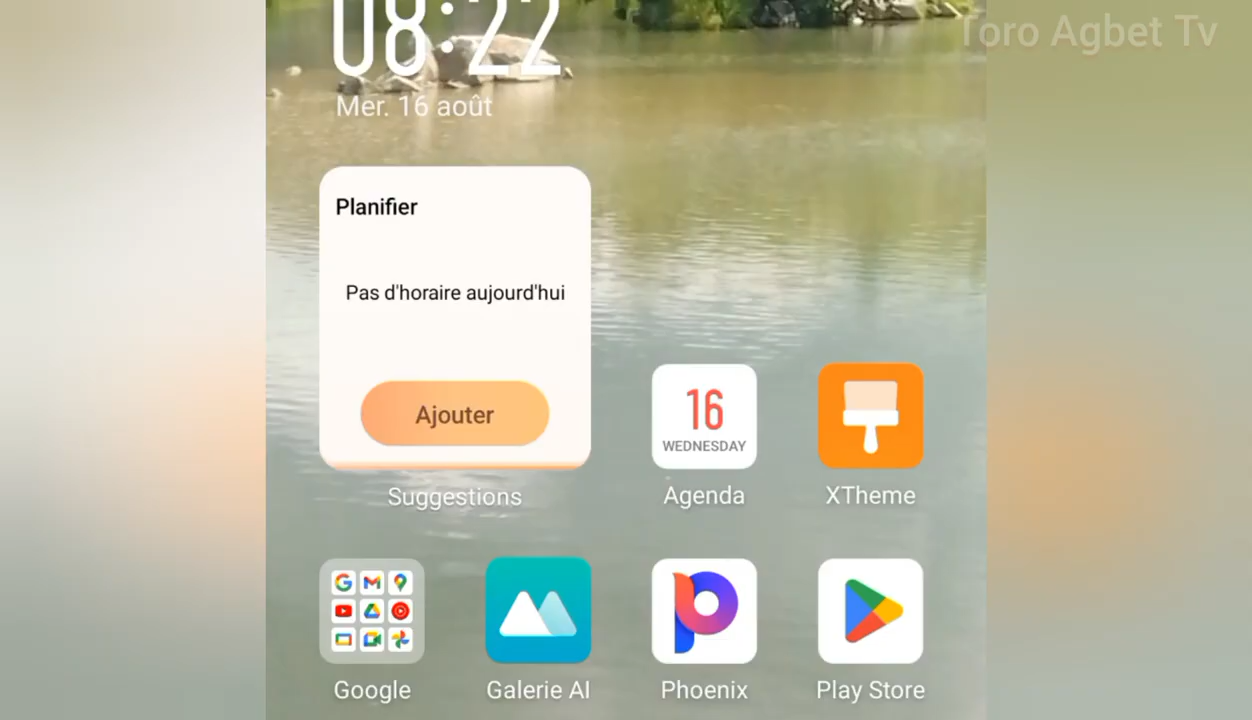 08:22
Toro Agbet Tv
Mer. 16 août
Planifier
Pas d'horaire aujourd'hui
Ajouter
Suggestions
16
WEDNESDAY
Agenda
XTheme
Google
Galerie AI
Phoenix
Play Store